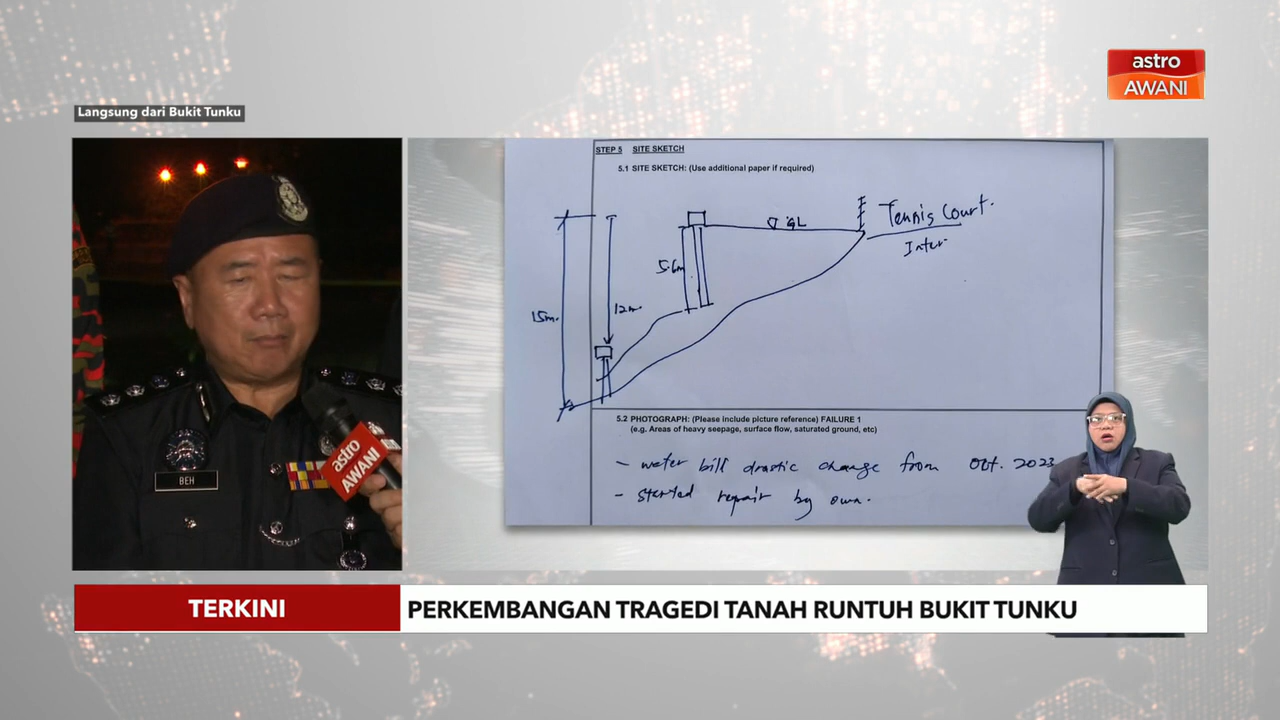 astro
AWANI
Langsung dari Bukit Tunku
STEP 5 SITE SKETCH
5.1 SITE SKETCH: (Use additional paper if required)
GL
Tennis Court.
Inter
5.6m
15m.
12m.
5.2 PHOTOGRAPH: (Please include picture reference) FAILURE 1
(e.g. Areas of heavy seepage, surface flow, saturated ground, etc)
- water bill drastic change from Oct. 2023
- started repair by own.
BEH
astro
AWANI
TERKINI
PERKEMBANGAN TRAGEDI TANAH RUNTUH BUKIT TUNKU